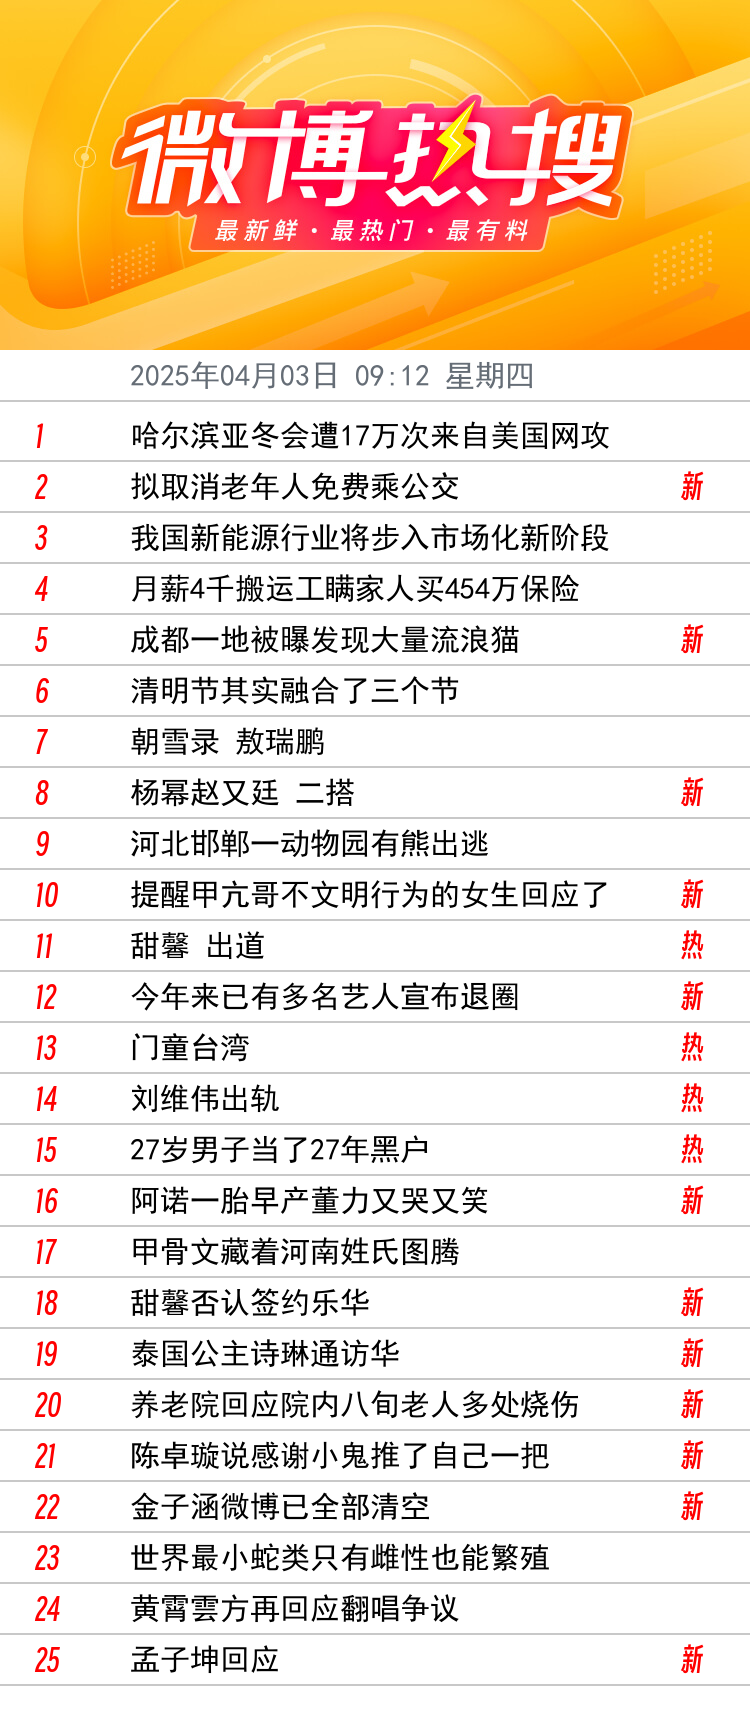 微博热搜
最新鲜·最热门·最有料
2025年04月03日 09:12 星期四
1 哈尔滨亚冬会遭17万次来自美国网攻
2 拟取消老年人免费乘公交 新
3 我国新能源行业将步入市场化新阶段
4 月薪4千搬运工瞒家人买454万保险
5 成都一地被曝发现大量流浪猫 新
6 清明节其实融合了三个节
7 朝雪录 敖瑞鹏
8 杨幂赵又廷 二搭 新
9 河北邯郸一动物园有熊出逃
10 提醒甲亢哥不文明行为的女生回应了 新
11 甜馨 出道 热
12 今年来已有多名艺人宣布退圈 新
13 门童台湾 热
14 刘维伟出轨 热
15 27岁男子当了27年黑户 热
16 阿诺一胎早产董力又哭又笑 新
17 甲骨文藏着河南姓氏图腾
18 甜馨否认签约乐华 新
19 泰国公主诗琳通访华 新
20 养老院回应院内八旬老人多处烧伤 新
21 陈卓璇说感谢小鬼推了自己一把 新
22 金子涵微博已全部清空 新
23 世界最小蛇类只有雌性也能繁殖
24 黄霄雲方再回应翻唱争议
25 孟子坤回应 新